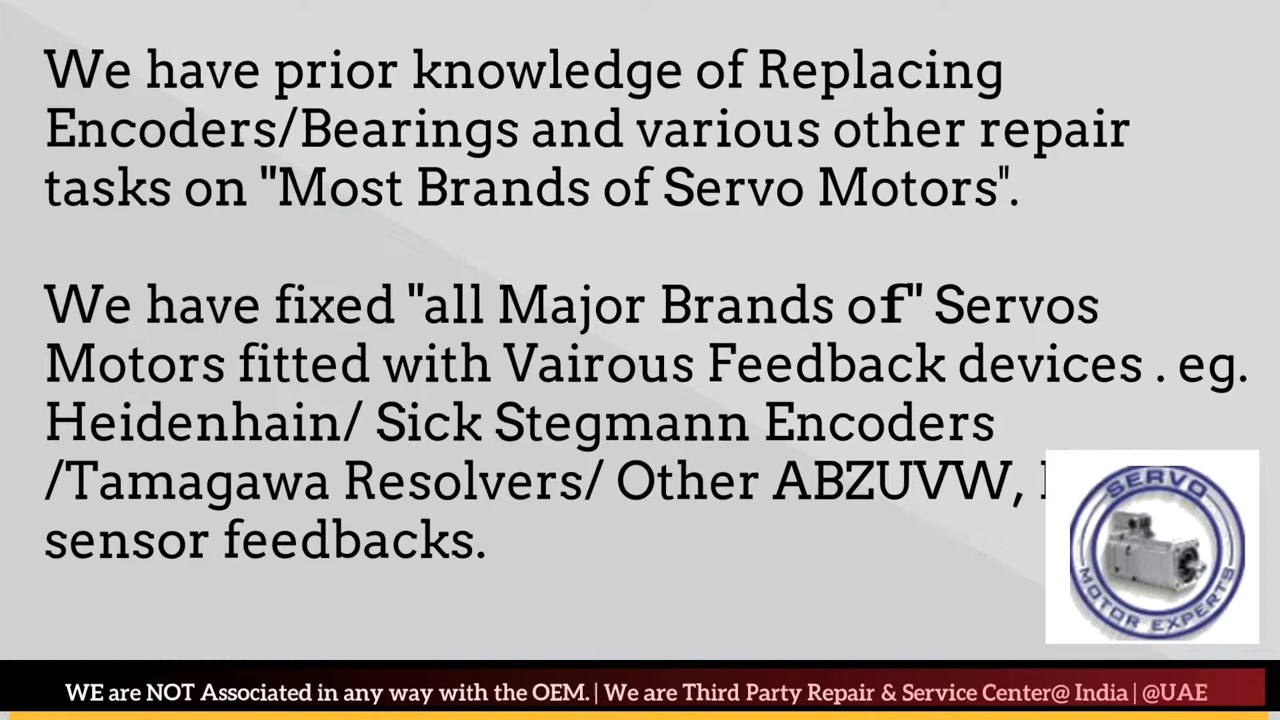 We have prior knowledge of Replacing
Encoders/Bearings and various other repair
tasks on "Most Brands of Servo Motors".
We have fixed "all Major Brands of" Servos
Motors fitted with Vairous Feedback devices . eg.
Heidenhain/ Sick Stegmann Encoders
/Tamagawa Resolvers/ Other ABZUVW,
sensor feedbacks.
SERVO
MOTOR EXPERTS
WE are NOT Associated in any way with the OEM. | We are Third Party Repair & Service Center@ India | @UAE